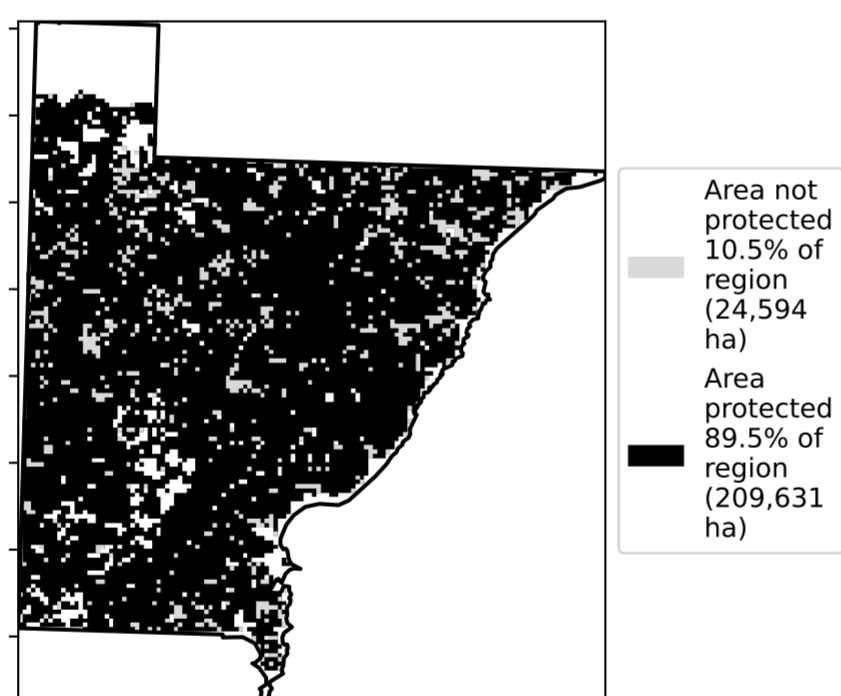 Area not
protected
10.5% of
region
(24,594
ha)
Area
protected
89.5% of
region
(209,631
ha)